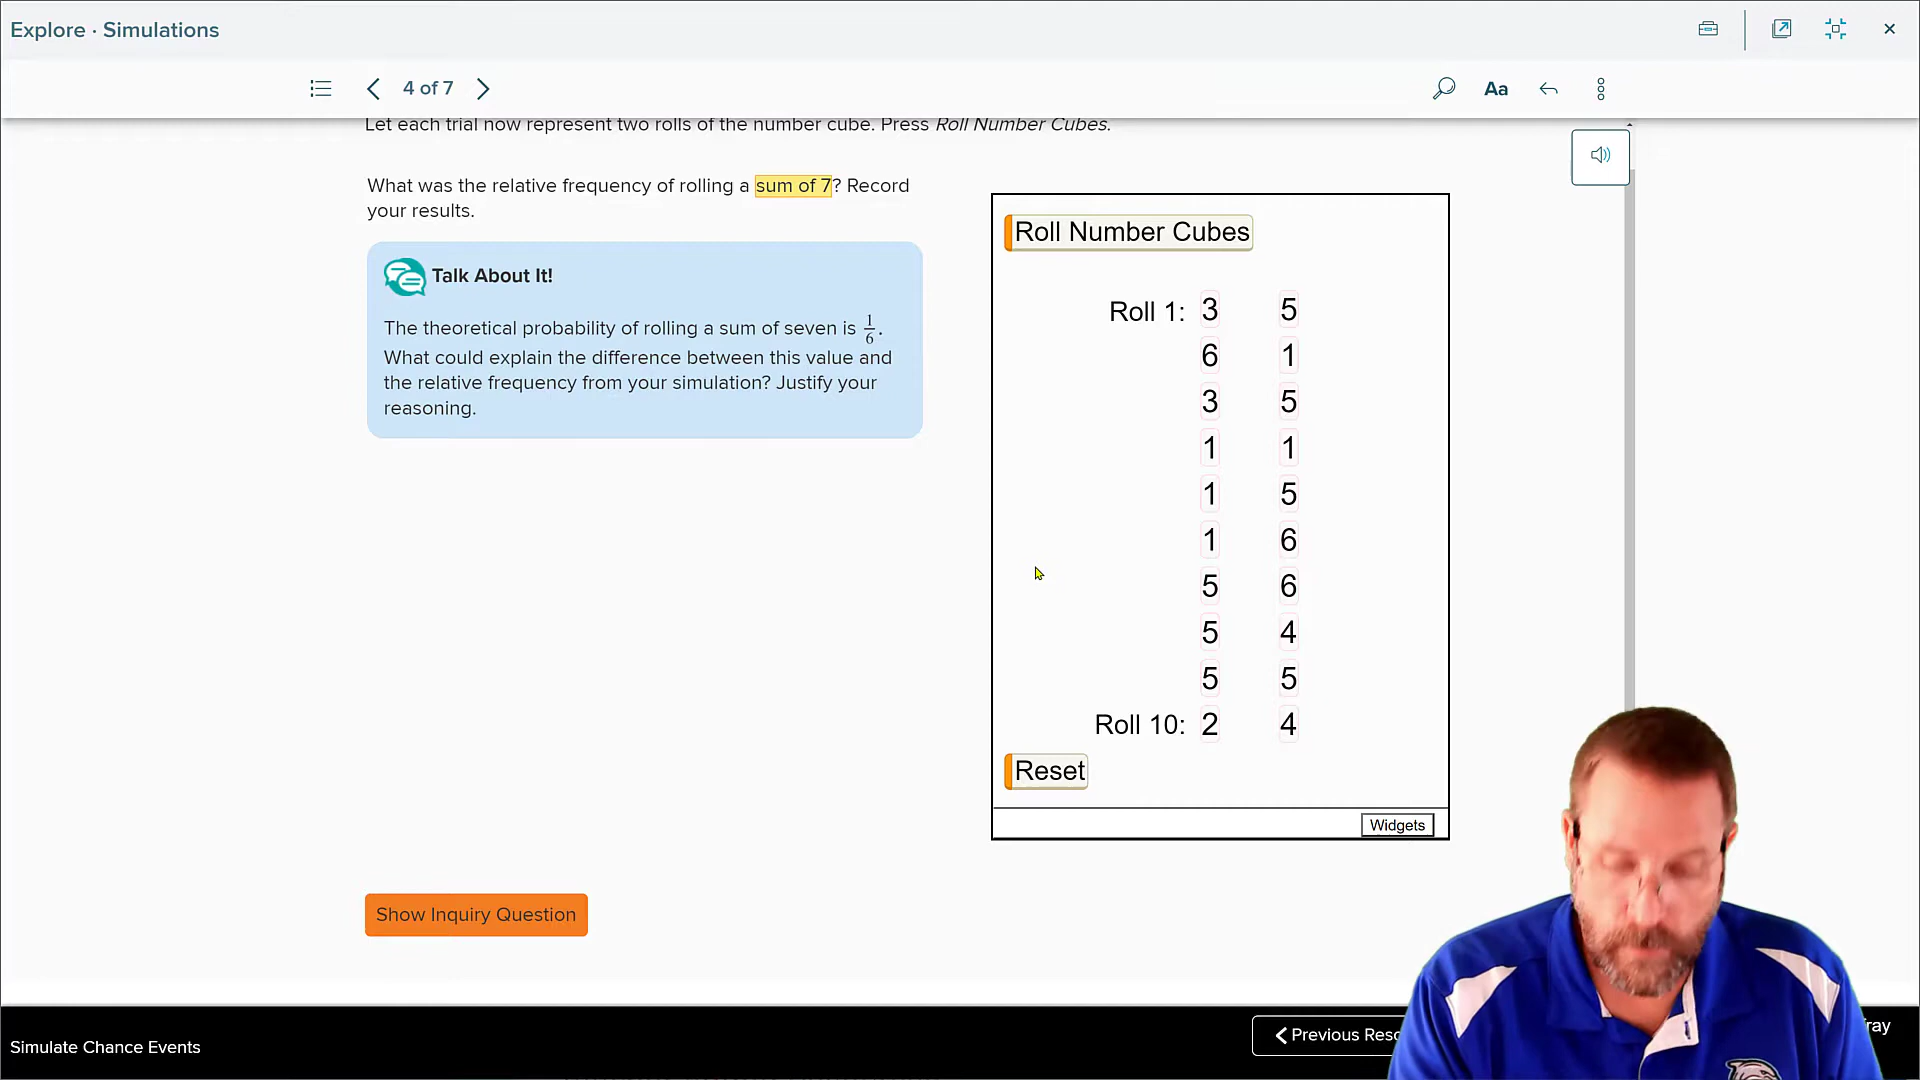 Explore · Simulations
4 of 7
Aa
Let each trial now represent two rolls of the number cube. Press Roll Number Cubes.
What was the relative frequency of rolling a sum of 7? Record
your results.
Talk About It!
The theoretical probability of rolling a sum of seven is 1/6.
What could explain the difference between this value and
the relative frequency from your simulation? Justify your
reasoning.
Show Inquiry Question
Roll Number Cubes
Roll 1: 3 5
6 1
3 5
1 1
1 5
1 6
5 6
5 4
5 5
Roll 10: 2 4
Reset
Widgets
Simulate Chance Events
Previous